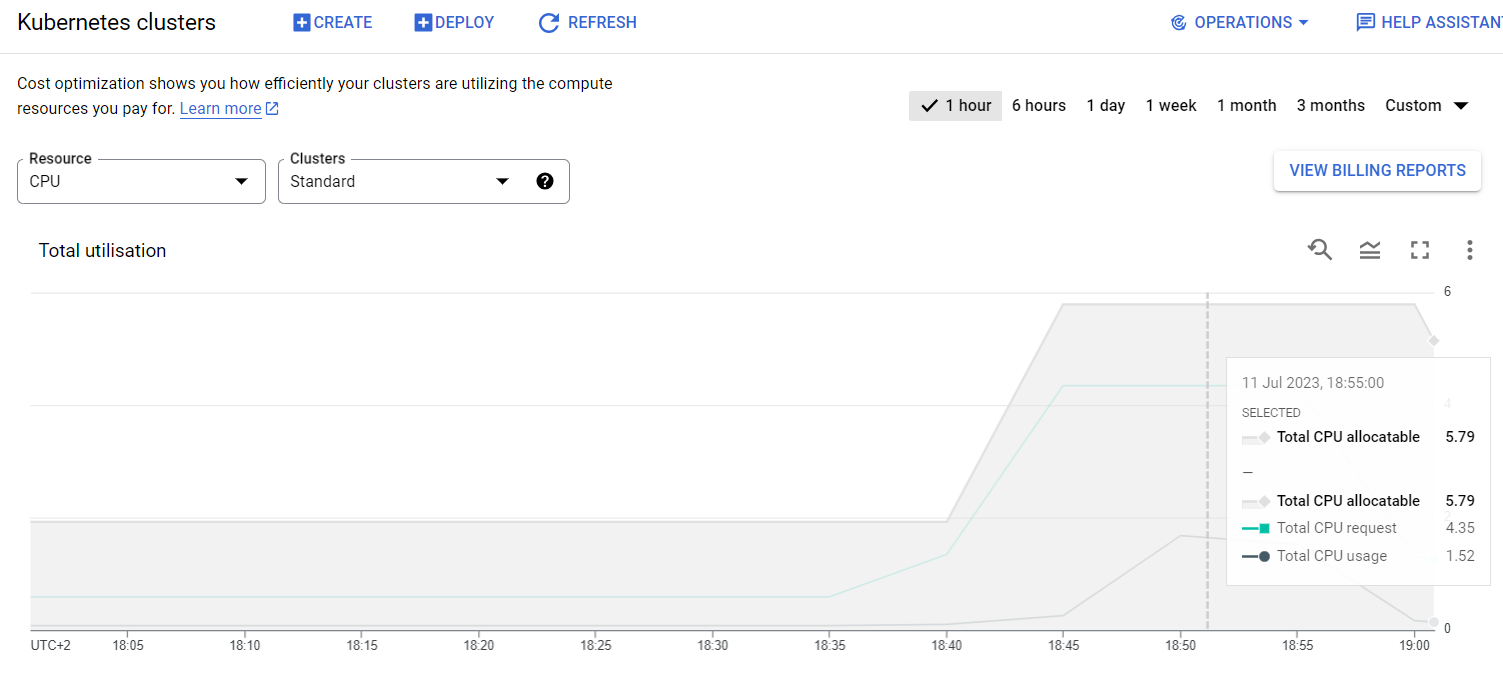 Kubernetes clusters
CREATE
DEPLOY
REFRESH
OPERATIONS
HELP ASSISTAN
Cost optimization shows you how efficiently your clusters are utilizing the compute
resources you pay for. Learn more
1 hour
6 hours
1 day
1 week
1 month
3 months
Custom
Resource
CPU
Clusters
Standard
VIEW BILLING REPORTS
Total utilisation
6
4
2
0
11 Jul 2023, 18:55:00
SELECTED
Total CPU allocatable 5.79
–
Total CPU allocatable 5.79
Total CPU request 4.35
Total CPU usage 1.52
UTC+2 18:05 18:10 18:15 18:20 18:25 18:30 18:35 18:40 18:45 18:50 18:55 19:00